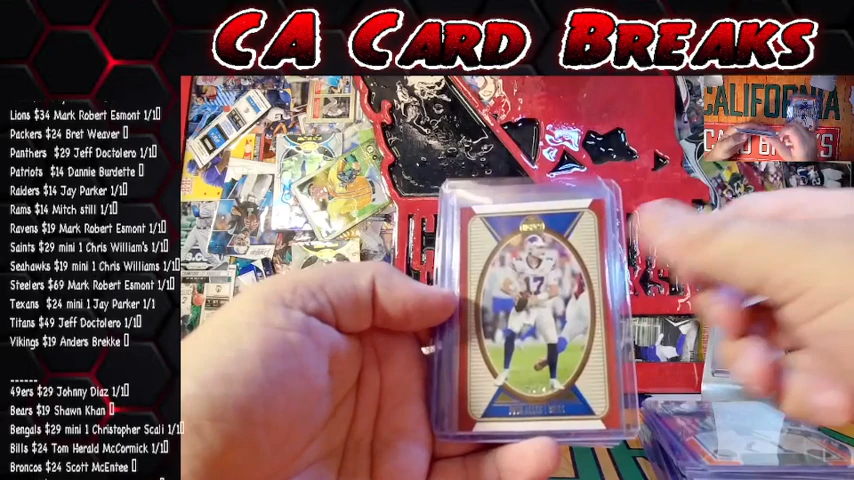 CA CARD BREAKS
Lions $34 Mark Robert Esmont 1/1
Packers $24 Bret Weaver
Panthers $29 Jeff Doctolero 1/1
Patriots $14 Dannie Burdette
Raiders $14 Jay Parker 1/1
Rams $14 Mitch still 1/1
Ravens $19 Mark Robert Esmont 1/1
Saints $29 mini 1 Chris William's 1/1
Seahawks $19 mini 1 Chris Williams 1/1
Steelers $69 Mark Robert Esmont 1/1
Texans $24 mini 1 Jay Parker 1/1
Titans $49 Jeff Doctolero 1/1
Vikings $19 Anders Brekke
------
49ers $29 Johnny Diaz 1/1
Bears $19 Shawn Khan
Bengals $29 mini 1 Christopher Scali 1/1
Bills $24 Tom Herald McCormick 1/1
Broncos $24 Scott McEntee
CALIFORNIA
17